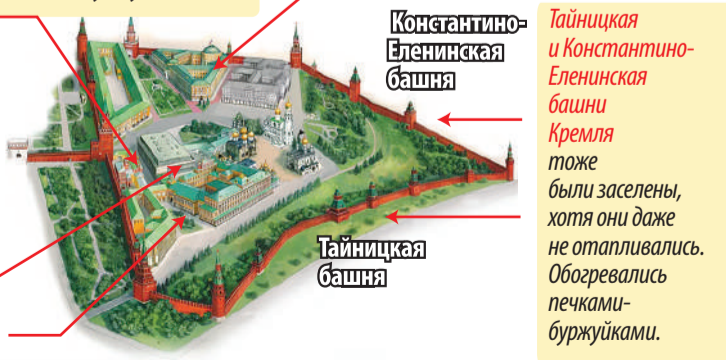 Константино-
Еленинская
башня
Тайницкая
башня
Тайницкая
и Константино-
Еленинская
башни
Кремля
тоже
были заселены,
хотя они даже
не отапливались.
Обогревались
печками-
буржуйками.